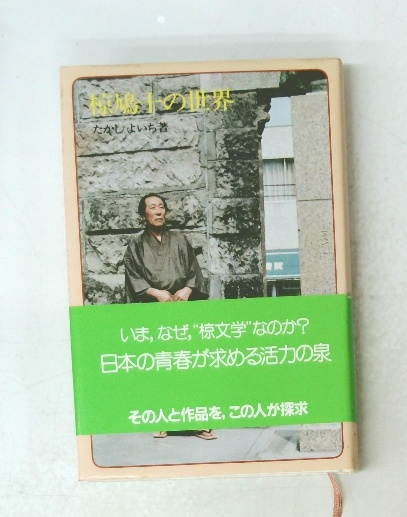 椋鳩十の世界
たかしよいち著
いま,なぜ,“椋文学”なのか?
日本の青春が求める活力の泉
その人と作品を,この人が探求